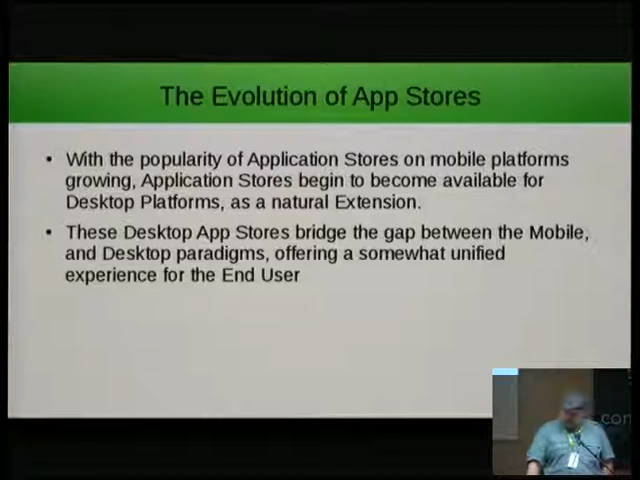 The Evolution of App Stores
• With the popularity of Application Stores on mobile platforms
growing, Application Stores begin to become available for
Desktop Platforms, as a natural Extension.
• These Desktop App Stores bridge the gap between the Mobile,
and Desktop paradigms, offering a somewhat unified
experience for the End User
con